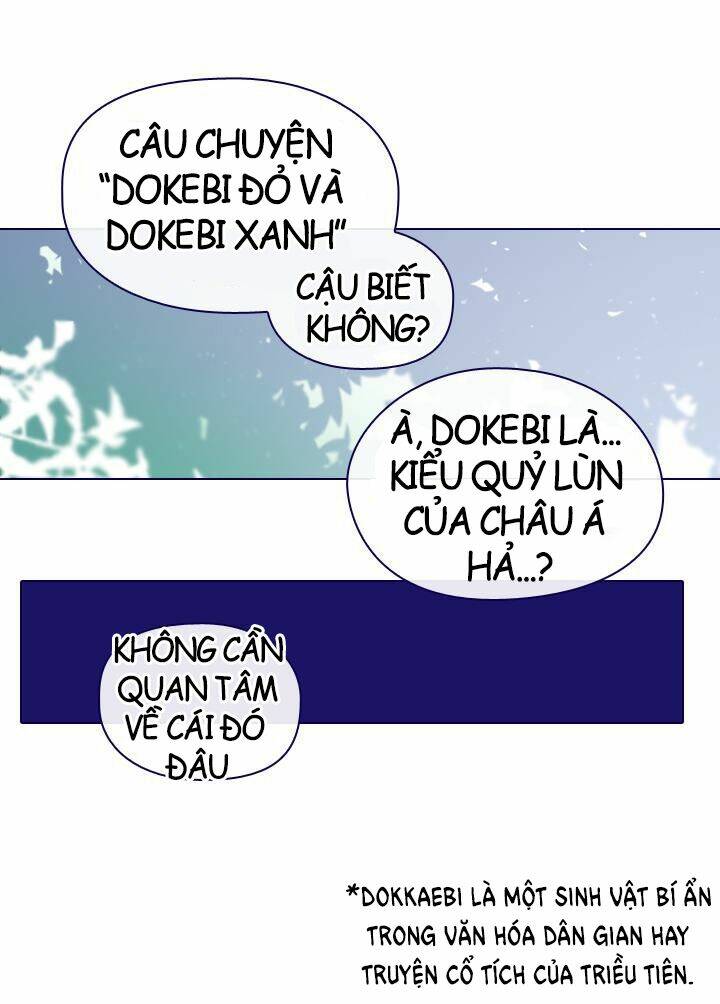 CÂU CHUYỆN
“DOKEBI ĐỎ VÀ
DOKEBI XANH”
CẬU BIẾT
KHÔNG?
À, DOKEBI LÀ...
KIỂU QUỶ LÙN
CỦA CHÂU Á
HẢ...?
KHÔNG CẦN
QUAN TÂM
VỀ CÁI ĐÓ
ĐÂU
*DOKKAEBI LÀ MỘT SINH VẬT BÍ ẨN
TRONG VĂN HÓA DÂN GIAN HAY
TRUYỆN CỔ TÍCH CỦA TRIỀU TIÊN.